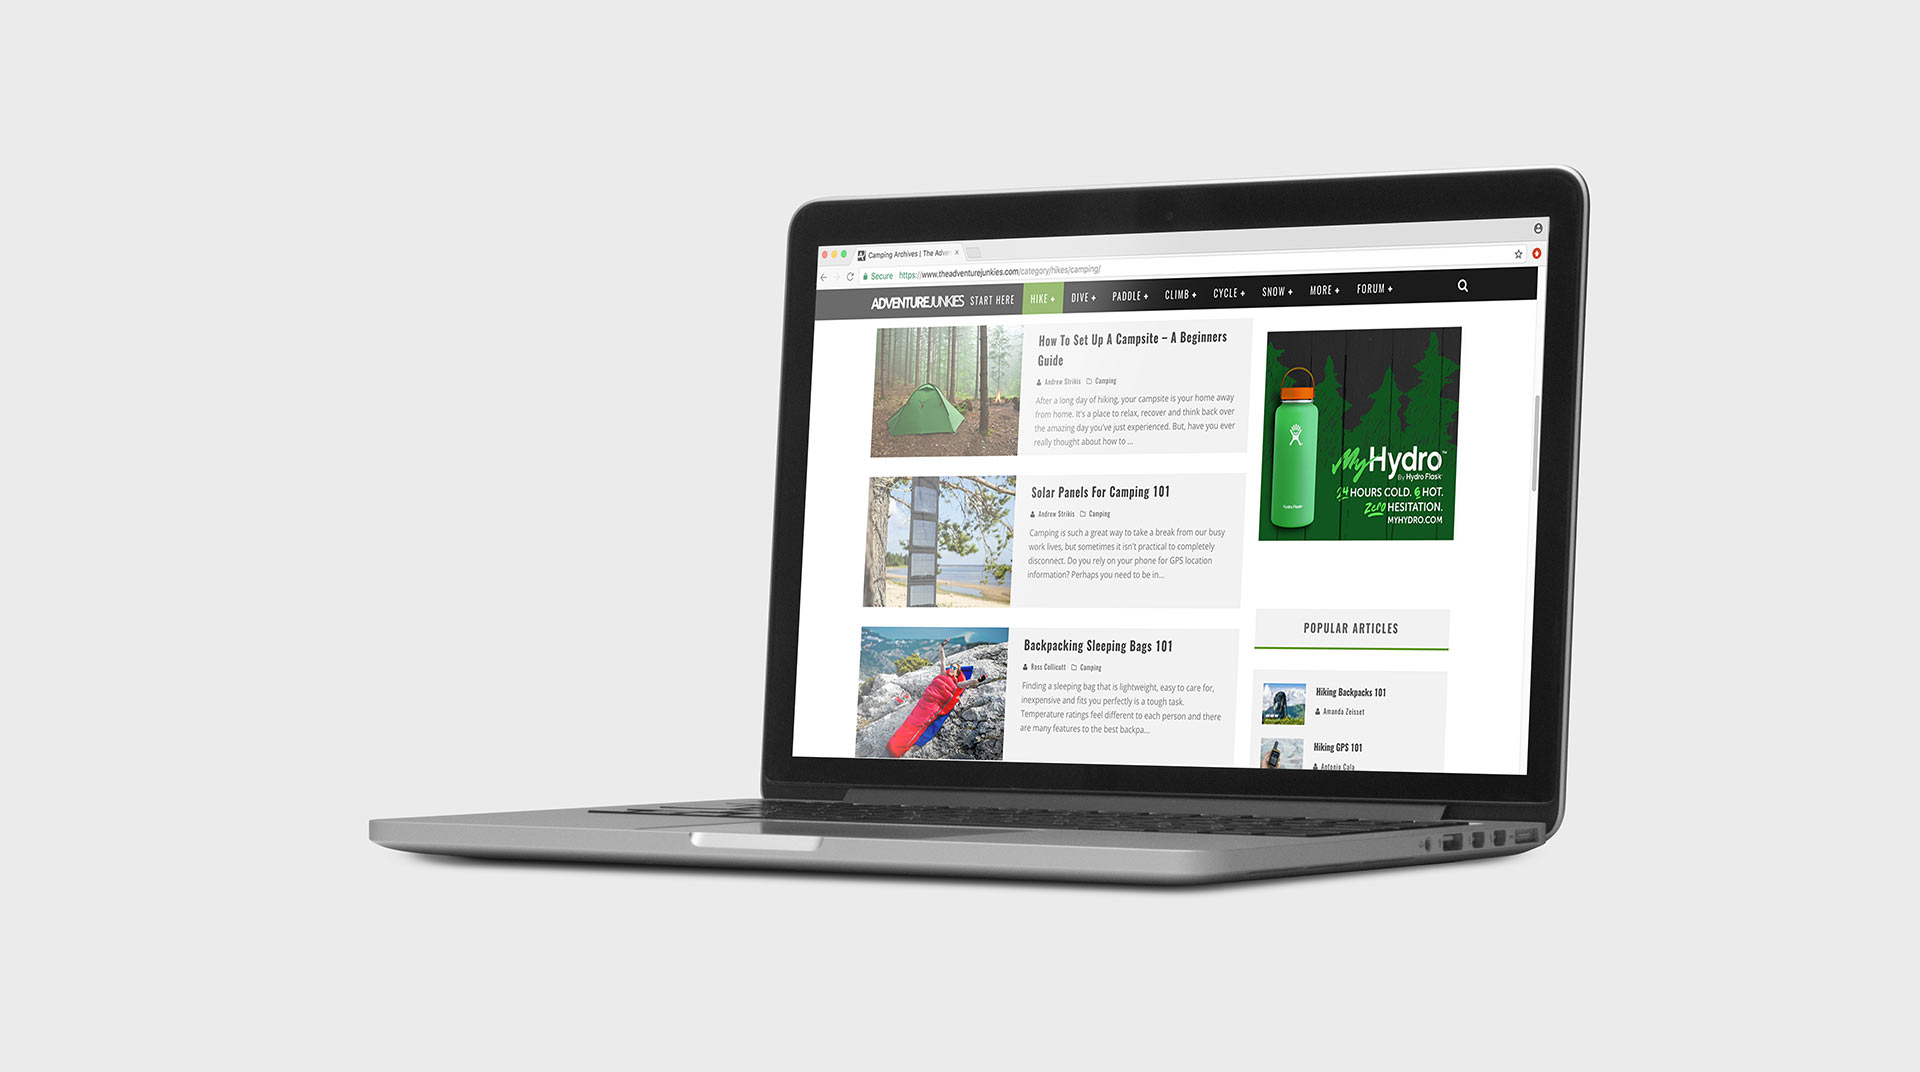 Camping Archives | The Adve
Secure https://www.theadventurejunkies.com/category/hikes/camping/
ADVENTUREJUNKIES START HERE HIKE + DIVE + PADDLE + CLIMB + CYCLE + SNOW + MORE + FORUM +
How To Set Up A Campsite – A Beginners
Guide
Andrew Strikis Camping
After a long day of hiking, your campsite is your home away
from home. It's a place to relax, recover and think back over
the amazing day you've just experienced. But, have you ever
really thought about how to ...
Solar Panels For Camping 101
Andrew Strikis Camping
Camping is such a great way to take a break from our busy
work lives, but sometimes it isn't practical to completely
disconnect. Do you rely on your phone for GPS location
information? Perhaps you need to be in...
Backpacking Sleeping Bags 101
Ross Collicutt Camping
Finding a sleeping bag that is lightweight, easy to care for,
inexpensive and fits you perfectly is a tough task.
Temperature ratings feel different to each person and there
are many features to the best backpa...
Hydro Flask
MyHydro™
By Hydro Flask
24 HOURS COLD. 6 HOT.
Zero HESITATION.
MYHYDRO.COM
POPULAR ARTICLES
Hiking Backpacks 101
Amanda Zeisset
Hiking GPS 101
Antonio Cala